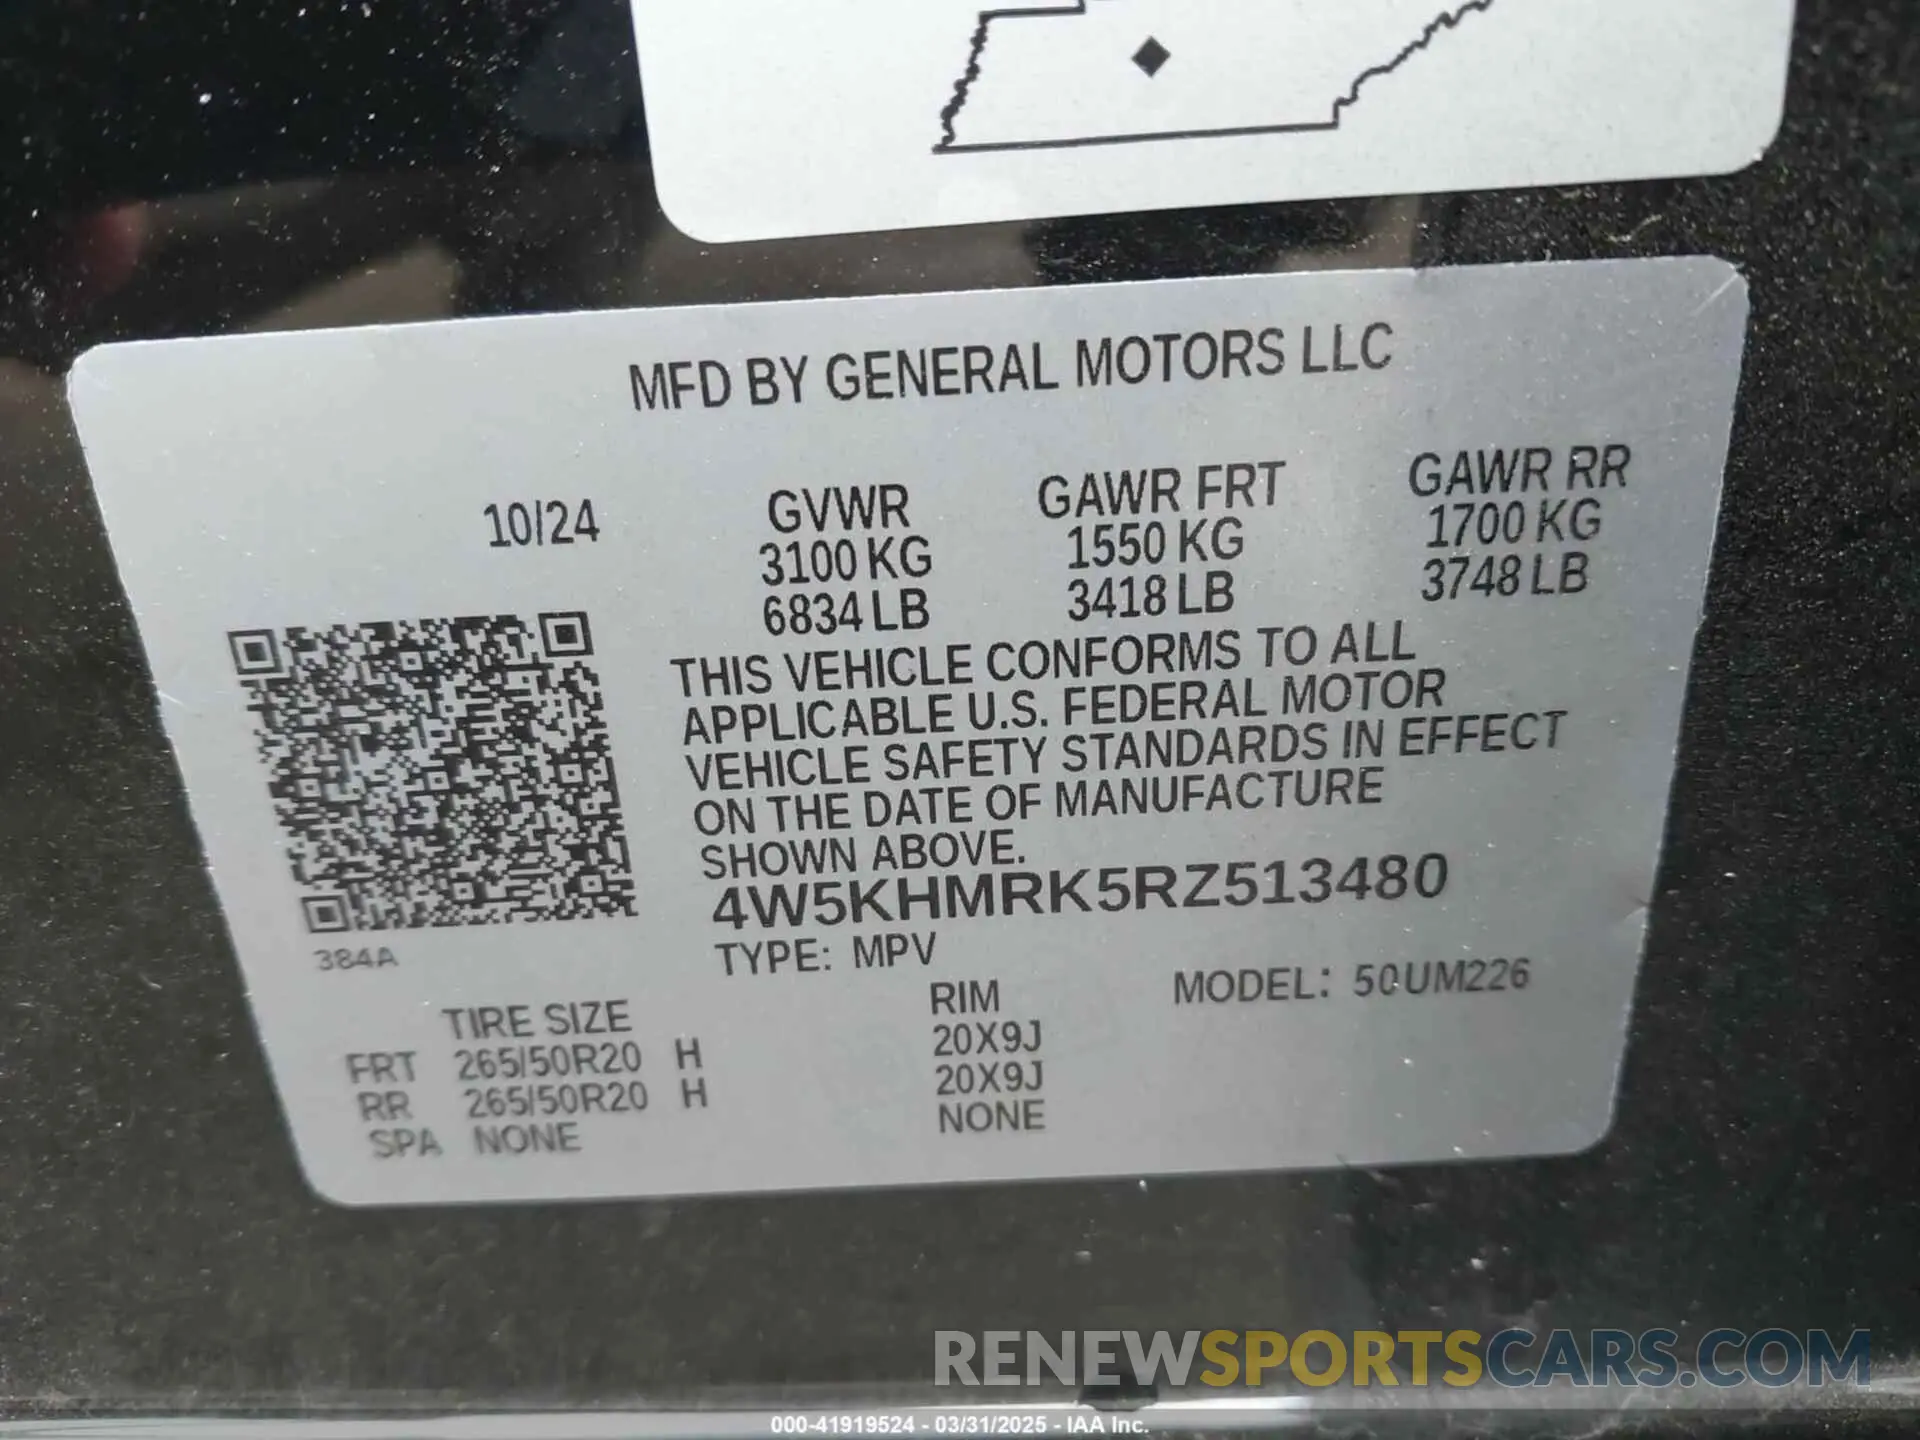 MFD BY GENERAL MOTORS LLC
10/24
GVWR
3100 KG
6834 LB
GAWR FRT
1550 KG
3418 LB
GAWR RR
1700 KG
3748 LB
THIS VEHICLE CONFORMS TO ALL
APPLICABLE U.S. FEDERAL MOTOR
VEHICLE SAFETY STANDARDS IN EFFECT
ON THE DATE OF MANUFACTURE
SHOWN ABOVE.
4W5KHMRK5RZ513480
384A
TYPE: MPV
MODEL: 50UM226
TIRE SIZE RIM
FRT 265/50R20 H 20X9J
RR 265/50R20 H 20X9J
SPA NONE NONE
RENEWSPORTSCARS.COM
000-41919524 - 03/31/2025 - IAA Inc.